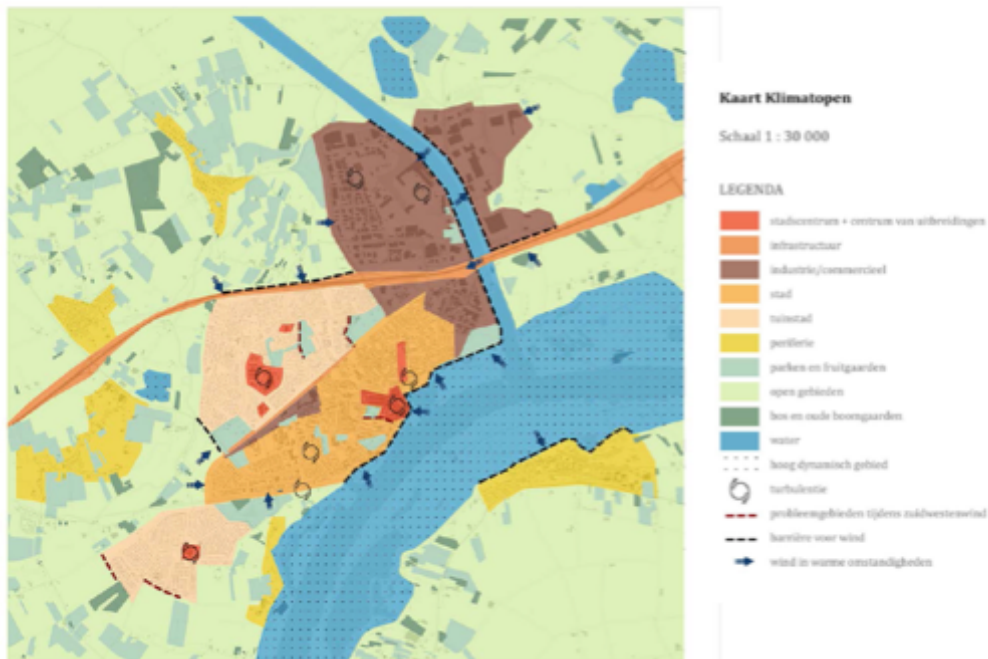 Kaart Klimatopen
Schaal 1 : 30 000
LEGENDA
stadscentrum + centrum van uitbreidingen
infrastructuur
industrie/commercieel
stad
tuinstad
periferie
parken en fruitgaarden
open gebieden
bos en oude boomgaarden
water
hoog dynamisch gebied
turbulentie
probleemgebieden tijdens zuidwestenwind
barrière voor wind
wind in warme omstandigheden